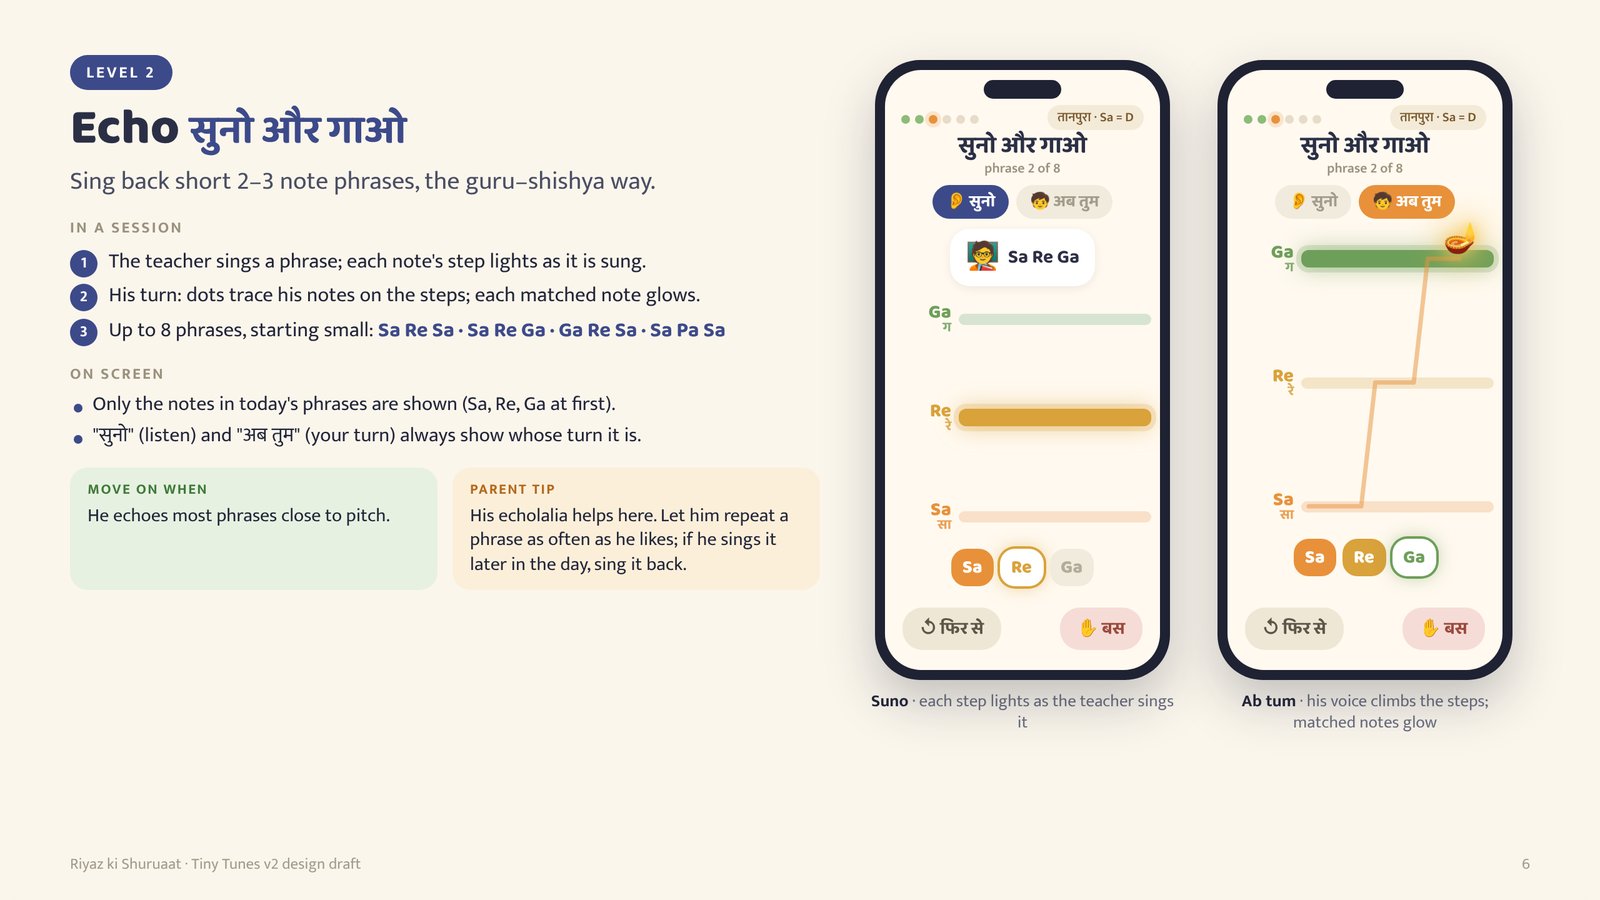 LEVEL 2
Echo सुनो और गाओ
Sing back short 2–3 note phrases, the guru–shishya way.
IN A SESSION
1 The teacher sings a phrase; each note's step lights as it is sung.
2 His turn: dots trace his notes on the steps; each matched note glows.
3 Up to 8 phrases, starting small: Sa Re Sa · Sa Re Ga · Ga Re Sa · Sa Pa Sa
ON SCREEN
• Only the notes in today's phrases are shown (Sa, Re, Ga at first).
• "सुनो" (listen) and "अब तुम" (your turn) always show whose turn it is.
MOVE ON WHEN
He echoes most phrases close to pitch.
PARENT TIP
His echolalia helps here. Let him repeat a
phrase as often as he likes; if he sings it
later in the day, sing it back.
तानपुरा · Sa = D
सुनो और गाओ
phrase 2 of 8
सुनो अब तुम
Sa Re Ga
Ga
ग
Re
रे
Sa
सा
Sa Re Ga
फिर से बस
Suno · each step lights as the teacher sings
it
तानपुरा · Sa = D
सुनो और गाओ
phrase 2 of 8
सुनो अब तुम
Ga
ग
Re
रे
Sa
सा
Sa Re Ga
फिर से बस
Ab tum · his voice climbs the steps;
matched notes glow
Riyaz ki Shuruaat · Tiny Tunes v2 design draft
6